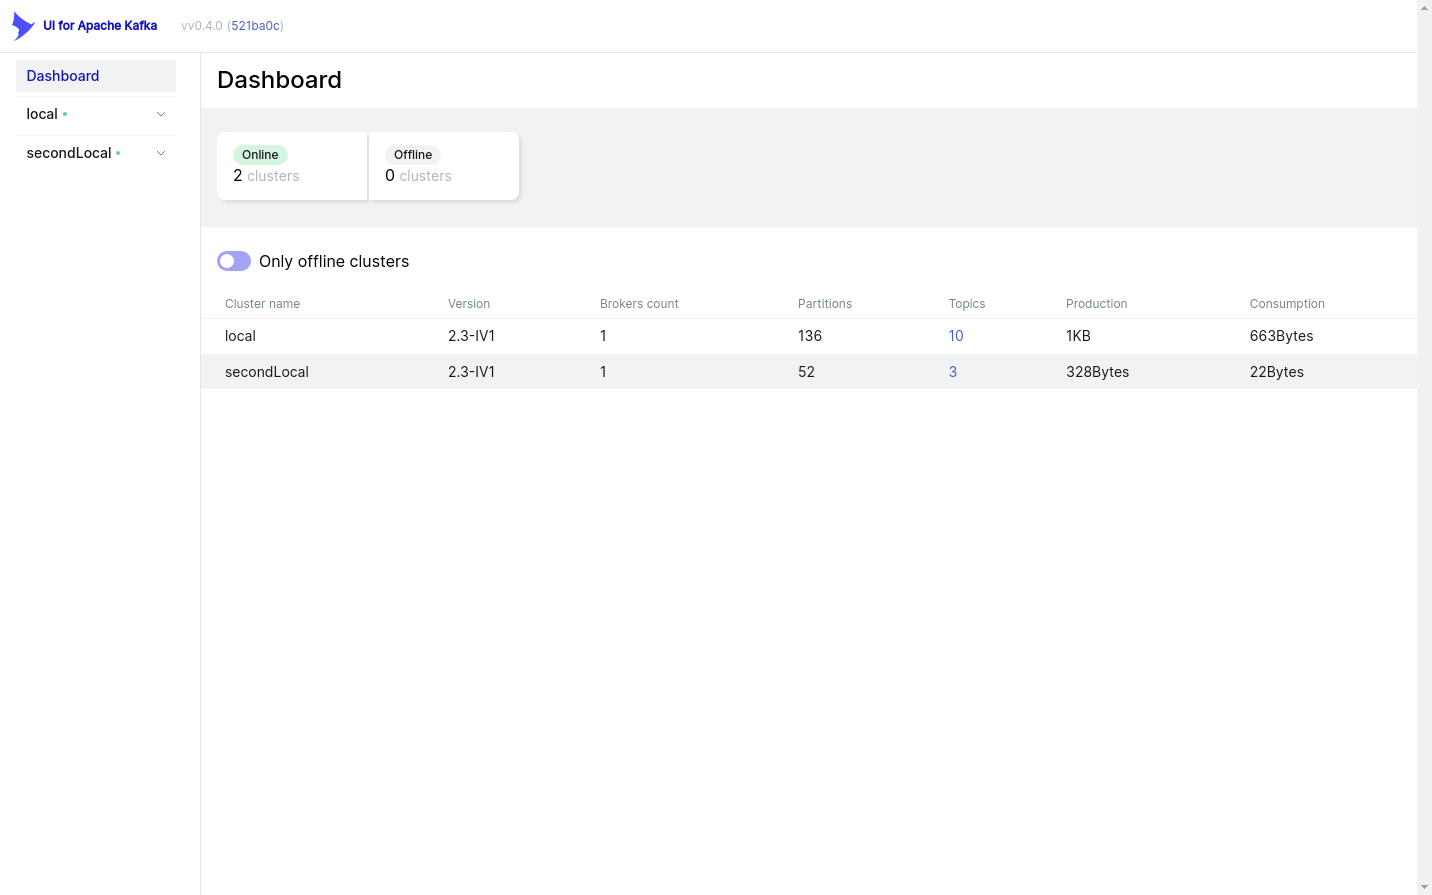 UI for Apache Kafka vv0.4.0 (521ba0c)
Dashboard
local
secondLocal
Dashboard
Online
2 clusters
Offline
0 clusters
Only offline clusters
Cluster name Version Brokers count Partitions Topics Production Consumption
local 2.3-IV1 1 136 10 1KB 663Bytes
secondLocal 2.3-IV1 1 52 3 328Bytes 22Bytes